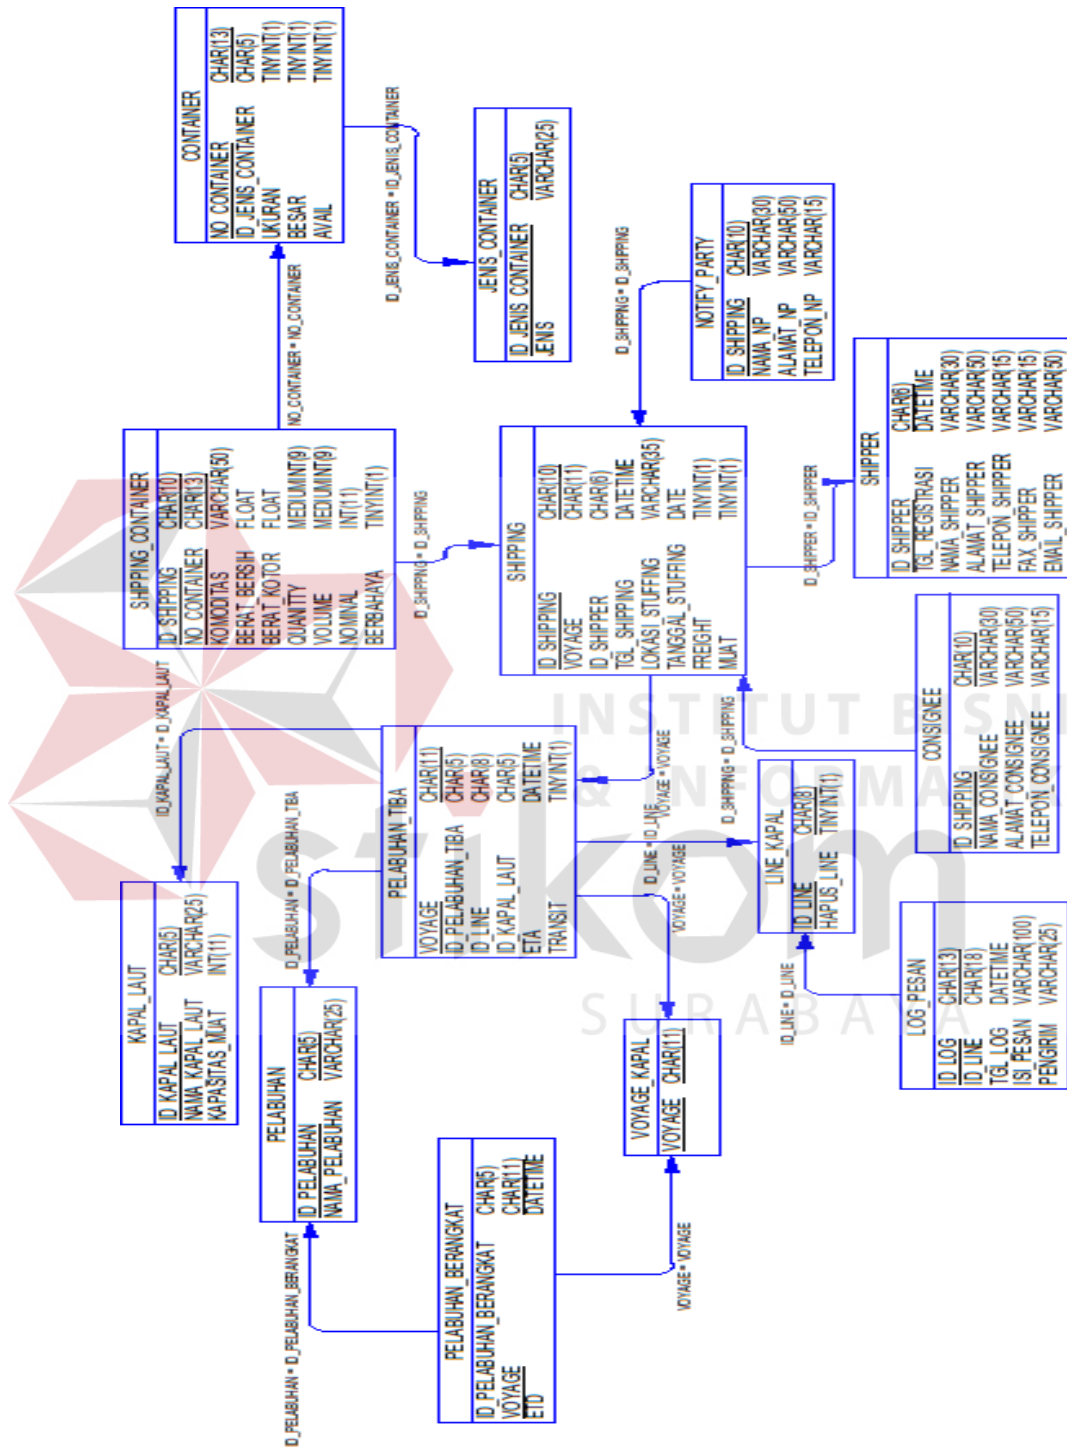 KAPAL_LAUT
ID_KAPAL_LAUT CHAR(5)
NAMA_KAPAL_LAUT VARCHAR(25)
KAPASITAS_MUAT INT(11)
ID_KAPAL_LAUT = ID_KAPAL_LAUT
SHIPPING_CONTAINER
ID_SHIPPING CHAR(10)
NO_CONTAINER CHAR(13)
KOMODITAS VARCHAR(50)
BERAT_BERSIH FLOAT
BERAT_KOTOR FLOAT
QUANITTY MEDIUMINT(9)
VOLUME MEDIUMINT(9)
NOMINAL INT(11)
BERBAHAYA TINYINT(1)
NO_CONTAINER = NO_CONTAINER
CONTAINER
NO_CONTAINER CHAR(13)
ID_JENIS_CONTAINER CHAR(5)
UKURAN TINYINT(1)
BESAR TINYINT(1)
AVAIL TINYINT(1)
ID_JENIS_CONTAINER = ID_JENIS_CONTAINER
PELABUHAN
ID_PELABUHAN CHAR(5)
NAMA_PELABUHAN VARCHAR(25)
ID_PELABUHAN = ID_PELABUHAN_TIBA
ID_PELABUHAN = ID_PELABUHAN_BERANGKAT
PELABUHAN_TIBA
VOYAGE CHAR(11)
ID_PELABUHAN_TIBA CHAR(5)
ID_LINE CHAR(8)
ID_KAPAL_LAUT CHAR(5)
ETA DATETIME
TRANSIT TINYINT(1)
ID_SHIPPING = ID_SHIPPING
SHIPPING
ID_SHIPPING CHAR(10)
VOYAGE CHAR(11)
ID_SHIPPER CHAR(6)
TGL_SHIPPING DATETIME
LOKASI_STUFFING VARCHAR(35)
TANGGAL_STUFFING DATE
FREIGHT TINYINT(1)
MUAT TINYINT(1)
JENIS_CONTAINER
ID_JENIS_CONTAINER CHAR(5)
JENIS VARCHAR(25)
PELABUHAN_BERANGKAT
ID_PELABUHAN_BERANGKAT CHAR(5)
VOYAGE CHAR(11)
ETD DATETIME
VOYAGE = VOYAGE
VOYAGE_KAPAL
VOYAGE CHAR(11)
VOYAGE = VOYAGE
ID_LINE = ID_LINE
VOYAGE = VOYAGE
ID_SHIPPING = ID_SHIPPING
ID_SHIPPING = ID_SHIPPING
NOTIFY_PARTY
ID_SHIPPING CHAR(10)
NAMA_NP VARCHAR(30)
ALAMAT_NP VARCHAR(50)
TELEPON_NP VARCHAR(15)
LINE_KAPAL
ID_LINE CHAR(8)
HAPUS_LINE TINYINT(1)
ID_LINE = ID_LINE
ID_SHIPPER = ID_SHIPPER
LOG_PESAN
ID_LOG CHAR(13)
ID_LINE CHAR(18)
TGL_LOG DATETIME
ISI_PESAN VARCHAR(100)
PENGIRIM VARCHAR(25)
CONSIGNEE
ID_SHIPPING CHAR(10)
NAMA_CONSIGNEE VARCHAR(30)
ALAMAT_CONSIGNEE VARCHAR(50)
TELEPON_CONSIGNEE VARCHAR(15)
SHIPPER
ID_SHIPPER CHAR(6)
TGL_REGISTRASI DATETIME
NAMA_SHIPPER VARCHAR(30)
ALAMAT_SHIPPER VARCHAR(50)
TELEPON_SHIPPER VARCHAR(15)
FAX_SHIPPER VARCHAR(15)
EMAIL_SHIPPER VARCHAR(50)
INSTITUT BISNI
& INFORMATIK
stikom
SURABAYA